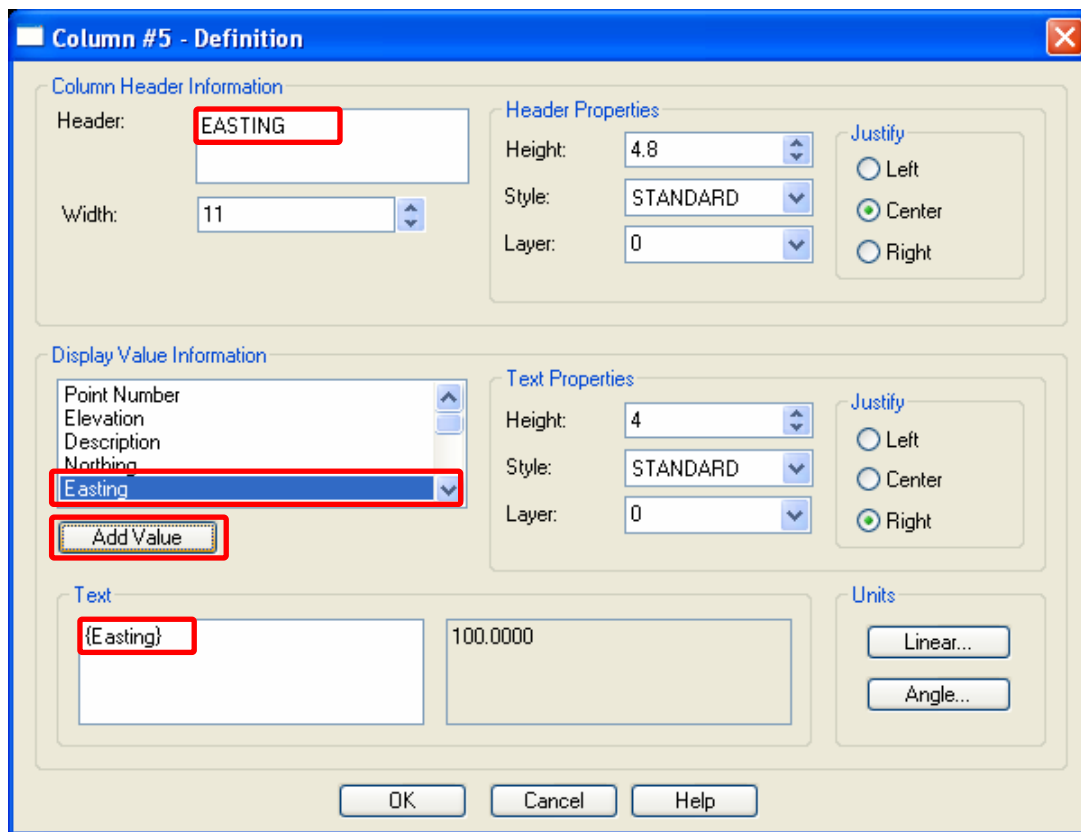 Column #5 - Definition
Column Header Information
Header:
EASTING
Width:
11
Header Properties
Height:
4.8
Style:
STANDARD
Layer:
0
Justify
Left
Center
Right
Display Value Information
Point Number
Elevation
Description
Northing
Easting
Add Value
Text Properties
Height:
4
Style:
STANDARD
Layer:
0
Justify
Left
Center
Right
Text
{Easting}
100.0000
Units
Linear...
Angle...
OK
Cancel
Help